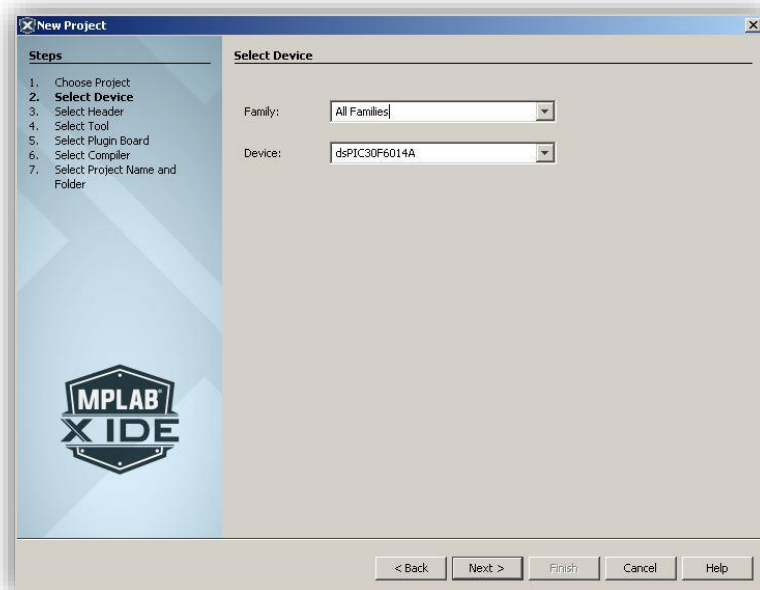 New Project
Steps
1. Choose Project
2. Select Device
3. Select Header
4. Select Tool
5. Select Plugin Board
6. Select Compiler
7. Select Project Name and
Folder
MPLAB®
X IDE
Select Device
Family: All Families
Device: dsPIC30F6014A
< Back Next > Finish Cancel Help